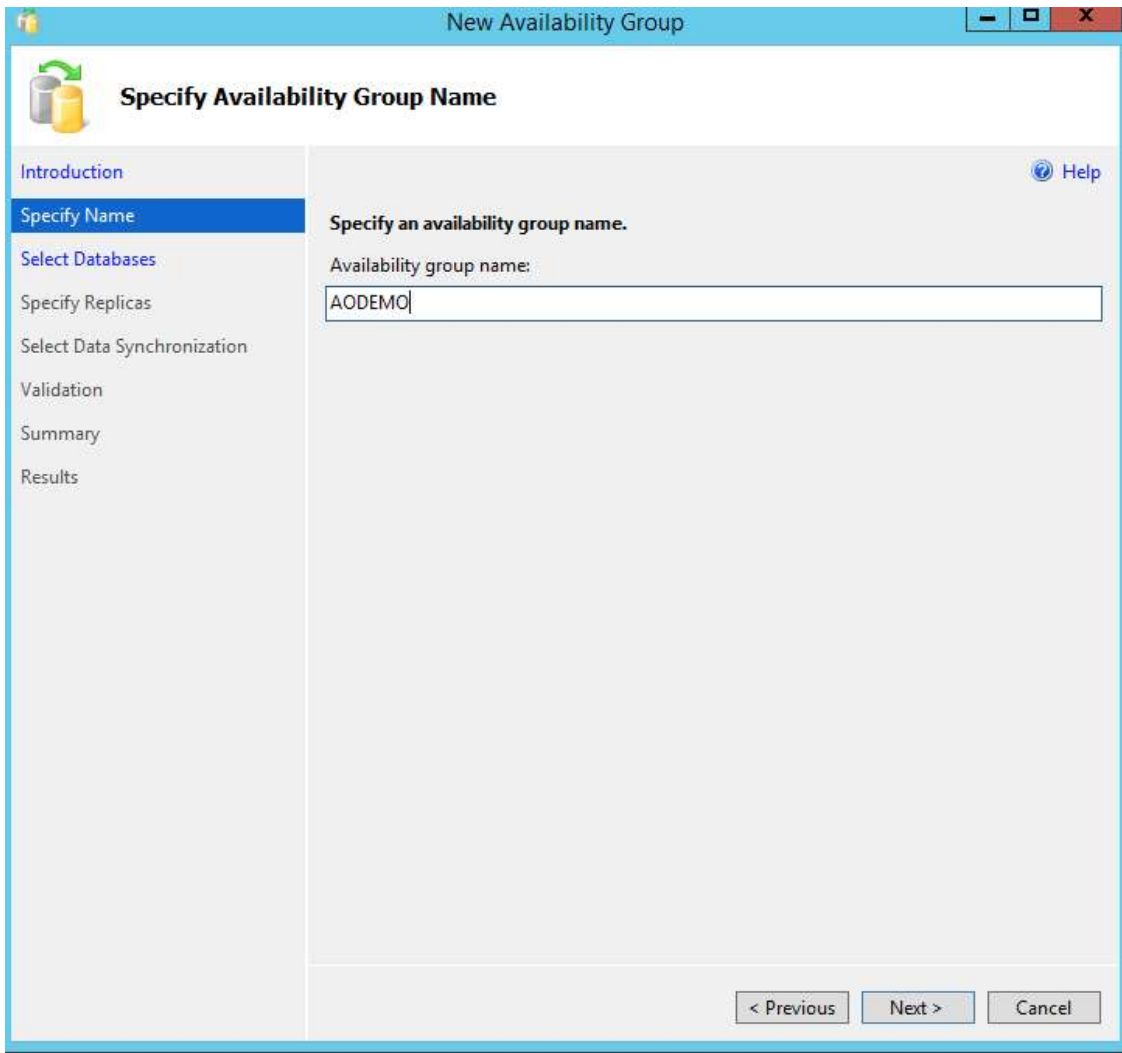 New Availability Group
Specify Availability Group Name
Introduction
Help
Specify Name
Specify an availability group name.
Select Databases
Availability group name:
Specify Replicas
AODEMO
Select Data Synchronization
Validation
Summary
Results
< Previous
Next >
Cancel